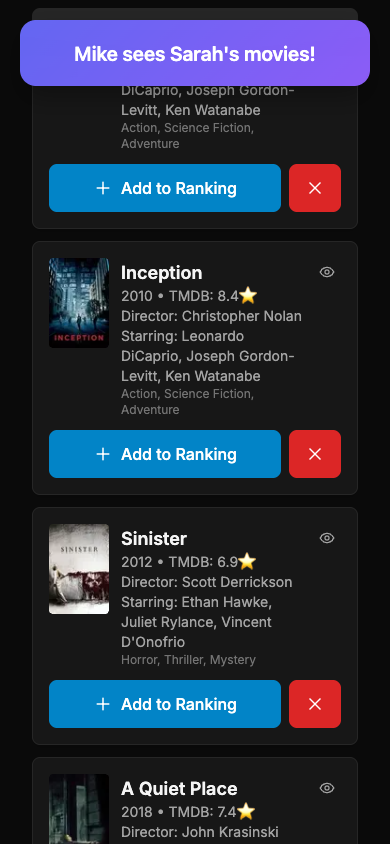 Mike sees Sarah's movies!
DiCaprio, Joseph Gordon-
Levitt, Ken Watanabe
Action, Science Fiction,
Adventure
Add to Ranking
Inception
2010 • TMDB: 8.4⭐
Director: Christopher Nolan
Starring: Leonardo
DiCaprio, Joseph Gordon-
Levitt, Ken Watanabe
Action, Science Fiction,
Adventure
INCEPTION
Add to Ranking
Sinister
2012 • TMDB: 6.9⭐
Director: Scott Derrickson
Starring: Ethan Hawke,
Juliet Rylance, Vincent
D'Onofrio
Horror, Thriller, Mystery
SINISTER
Add to Ranking
A Quiet Place
2018 • TMDB: 7.4⭐
Director: John Krasinski